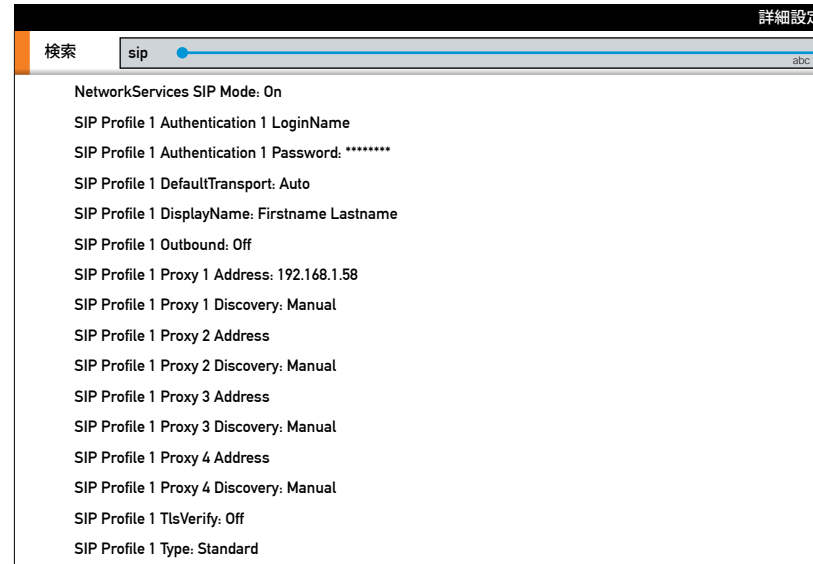 詳細設定
検索 sip
abc
NetworkServices SIP Mode: On
SIP Profile 1 Authentication 1 LoginName
SIP Profile 1 Authentication 1 Password: ********
SIP Profile 1 DefaultTransport: Auto
SIP Profile 1 DisplayName: Firstname Lastname
SIP Profile 1 Outbound: Off
SIP Profile 1 Proxy 1 Address: 192.168.1.58
SIP Profile 1 Proxy 1 Discovery: Manual
SIP Profile 1 Proxy 2 Address
SIP Profile 1 Proxy 2 Discovery: Manual
SIP Profile 1 Proxy 3 Address
SIP Profile 1 Proxy 3 Discovery: Manual
SIP Profile 1 Proxy 4 Address
SIP Profile 1 Proxy 4 Discovery: Manual
SIP Profile 1 TlsVerify: Off
SIP Profile 1 Type: Standard